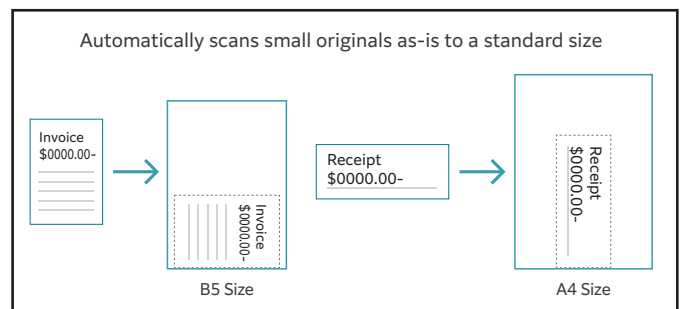 Automatically scans small originals as-is to a standard size
Invoice
$0000.00-
Invoice
$0000.00-
B5 Size
Receipt
$0000.00-
Receipt
$0000.00-
A4 Size